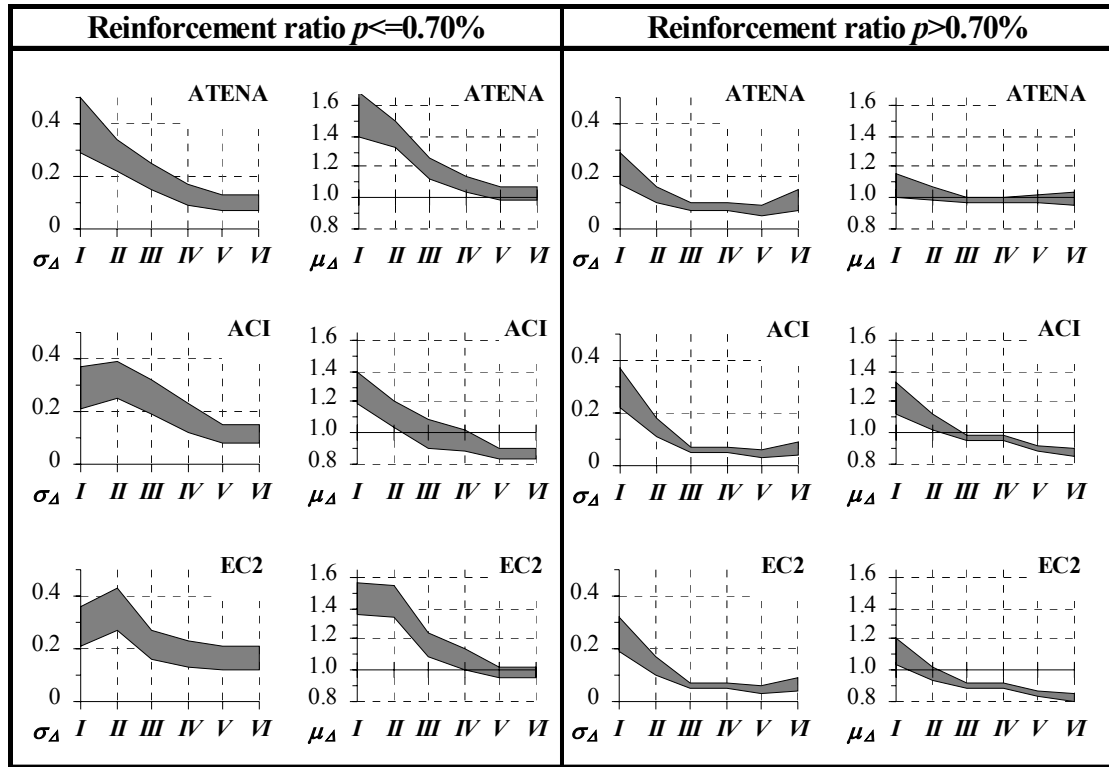 Reinforcement ratio p<=0.70% Reinforcement ratio p>0.70%
ATENA ATENA ATENA ATENA
0.4 1.6 0.4 1.6
1.4 1.4
0.2 1.2 0.2 1.2
1.0 1.0
0 0.8 0 0.8
σΔ I II III IV V VI μΔ I II III IV V VI σΔ I II III IV V VI μΔ I II III IV V VI
ACI ACI ACI ACI
0.4 1.6 0.4 1.6
1.4 1.4
0.2 1.2 0.2 1.2
1.0 1.0
0 0.8 0 0.8
σΔ I II III IV V VI μΔ I II III IV V VI σΔ I II III IV V VI μΔ I II III IV V VI
EC2 EC2 EC2 EC2
0.4 1.6 0.4 1.6
1.4 1.4
0.2 1.2 0.2 1.2
1.0 1.0
0 0.8 0 0.8
σΔ I II III IV V VI μΔ I II III IV V VI σΔ I II III IV V VI μΔ I II III IV V VI